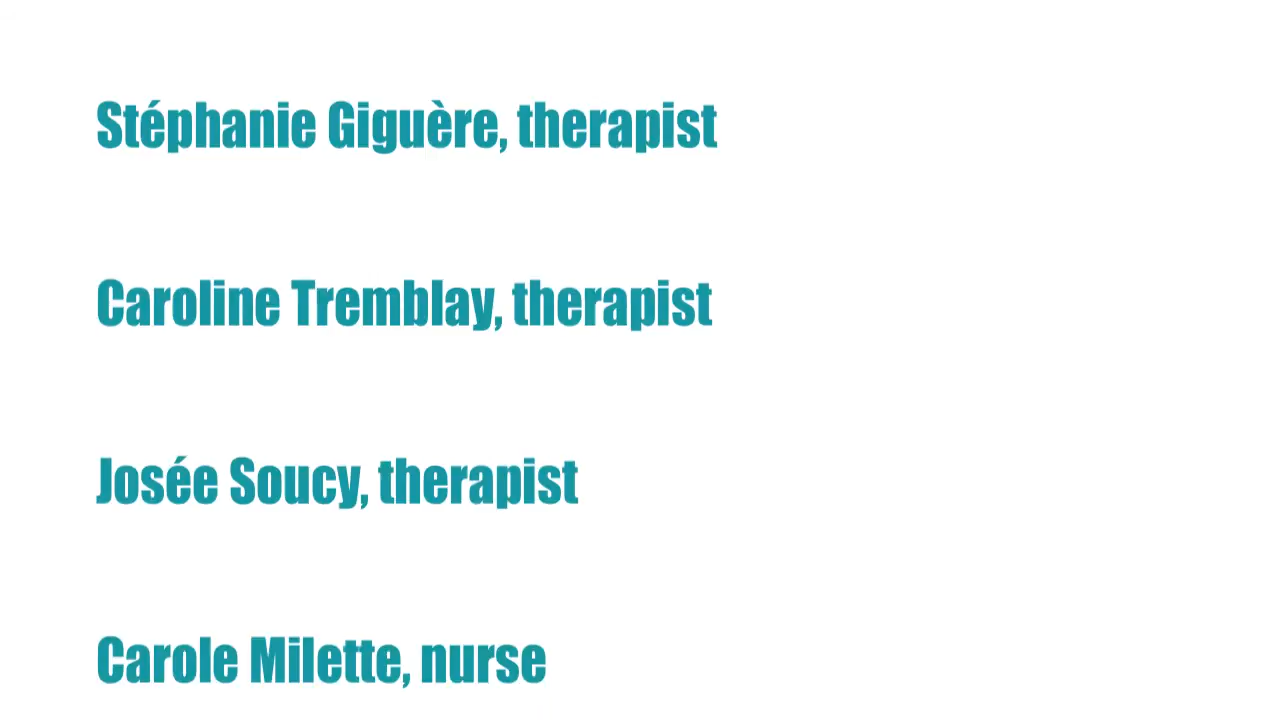 Stéphanie Giguère, therapist
Caroline Tremblay, therapist
Josée Soucy, therapist
Carole Milette, nurse